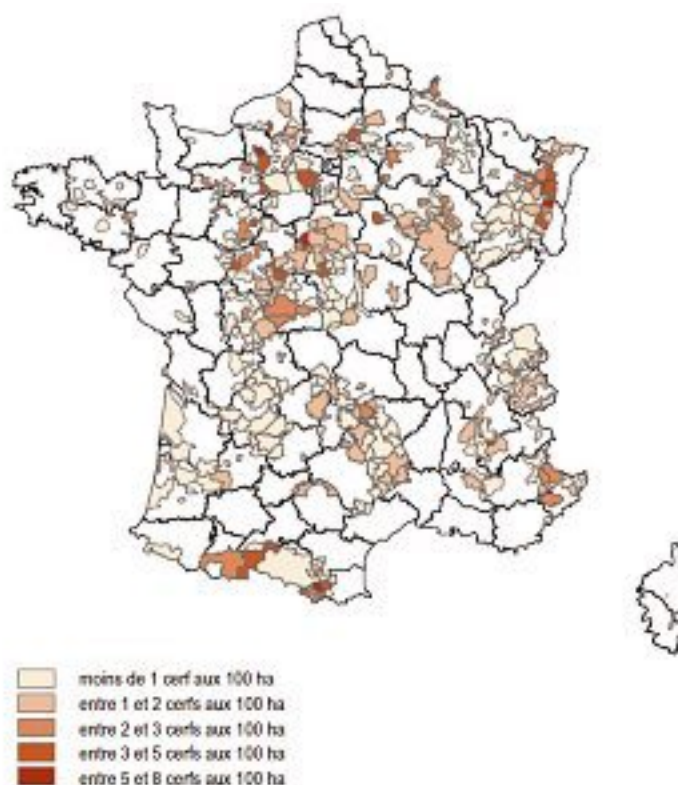 moins de 1 cerf aux 100 ha
entre 1 et 2 cerfs aux 100 ha
entre 2 et 3 cerfs aux 100 ha
entre 3 et 5 cerfs aux 100 ha
entre 5 et 8 cerfs aux 100 ha